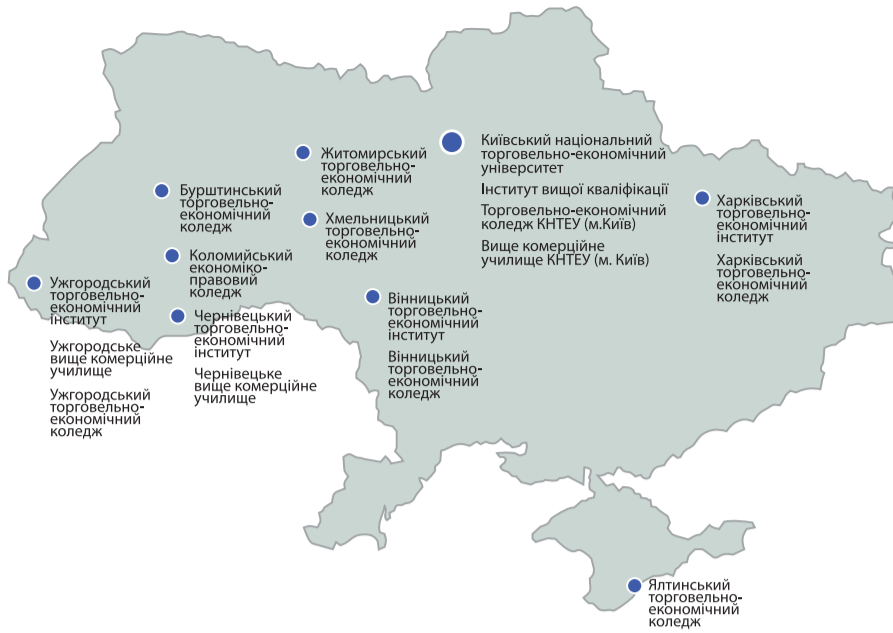 Київський національний
торговельно-економічний
університет
Інститут вищої кваліфікації
Торговельно-економічний
коледж КНТЕУ (м.Київ)
Вище комерційне
училище КНТЕУ (м. Київ)
Житомирський
торговельно-
економічний
коледж
Бурштинський
торговельно-
економічний
коледж
Хмельницький
торговельно-
економічний
коледж
Харківський
торговельно-
економічний
інститут
Харківський
торговельно-
економічний
коледж
Коломийський
економіко-
правовий
коледж
Ужгородський
торговельно-
економічний
інститут
Ужгородське
вище комерційне
училище
Ужгородський
торговельно-
економічний
коледж
Чернівецький
торговельно-
економічний
інститут
Чернівецьке
вище комерційне
училище
Вінницький
торговельно-
економічний
інститут
Вінницький
торговельно-
економічний
коледж
Ялтинський
торговельно-
економічний
коледж